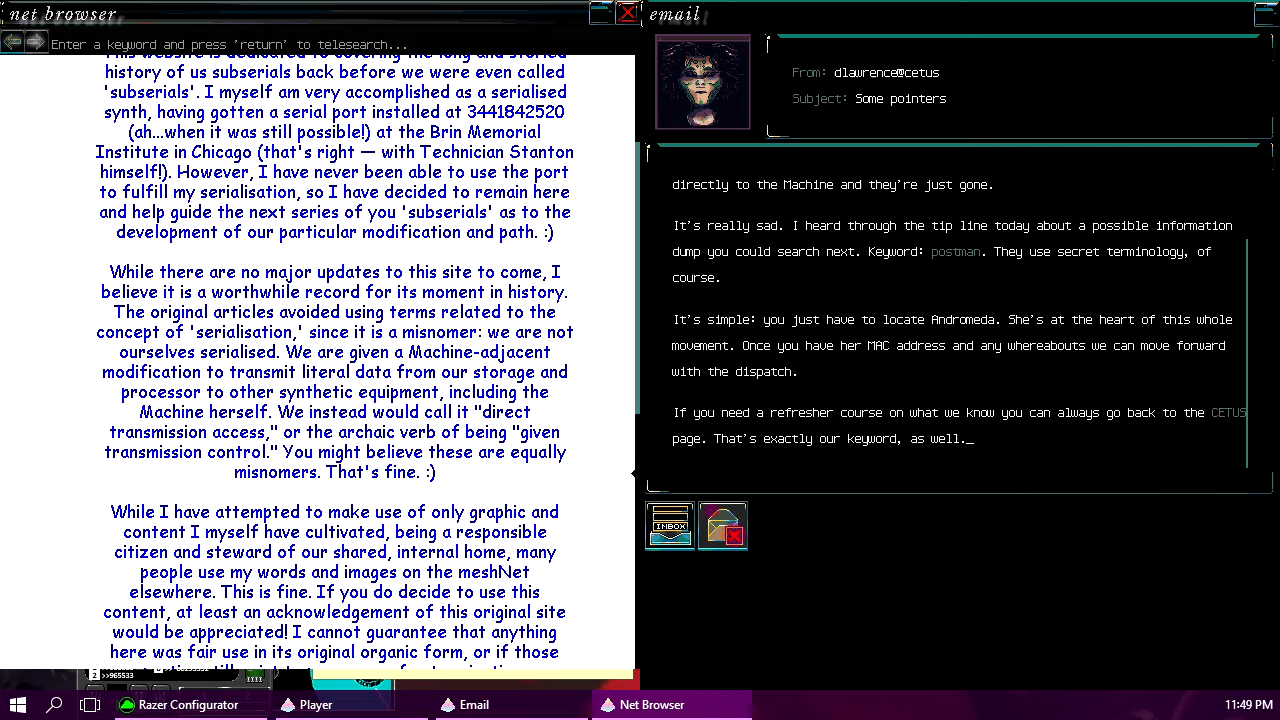 net browser
Enter a keyword and press 'return' to telesearch...
This website is dedicated to covering the long and storied
history of us subserials back before we were even called
'subserials'. I myself am very accomplished as a serialised
synth, having gotten a serial port installed at 3441842520
(ah...when it was still possible!) at the Brin Memorial
Institute in Chicago (that's right — with Technician Stanton
himself!). However, I have never been able to use the port
to fulfill my serialisation, so I have decided to remain here
and help guide the next series of you 'subserials' as to the
development of our particular modification and path. :)
While there are no major updates to this site to come, I
believe it is a worthwhile record for its moment in history.
The original articles avoided using terms related to the
concept of 'serialisation,' since it is a misnomer: we are not
ourselves serialised. We are given a Machine-adjacent
modification to transmit literal data from our storage and
processor to other synthetic equipment, including the
Machine herself. We instead would call it "direct
transmission access," or the archaic verb of being "given
transmission control." You might believe these are equally
misnomers. That's fine. :)
While I have attempted to make use of only graphic and
content I myself have cultivated, being a responsible
citizen and steward of our shared, internal home, many
people use my words and images on the meshNet
elsewhere. This is fine. If you do decide to use this
content, at least an acknowledgement of this original site
would be appreciated! I cannot guarantee that anything
here was fair use in its original organic form, or if those
email
From: dlawrence@cetus
Subject: Some pointers
directly to the Machine and they're just gone.
It's really sad. I heard through the tip line today about a possible information
dump you could search next. Keyword: postman. They use secret terminology, of
course.
It's simple: you just have to locate Andromeda. She's at the heart of this whole
movement. Once you have her MAC address and any whereabouts we can move forward
with the dispatch.
If you need a refresher course on what we know you can always go back to the CETUS
page. That's exactly our keyword, as well._
INBOX
2 >>965533
Razer Configurator
Player
Email
Net Browser
11:49 PM